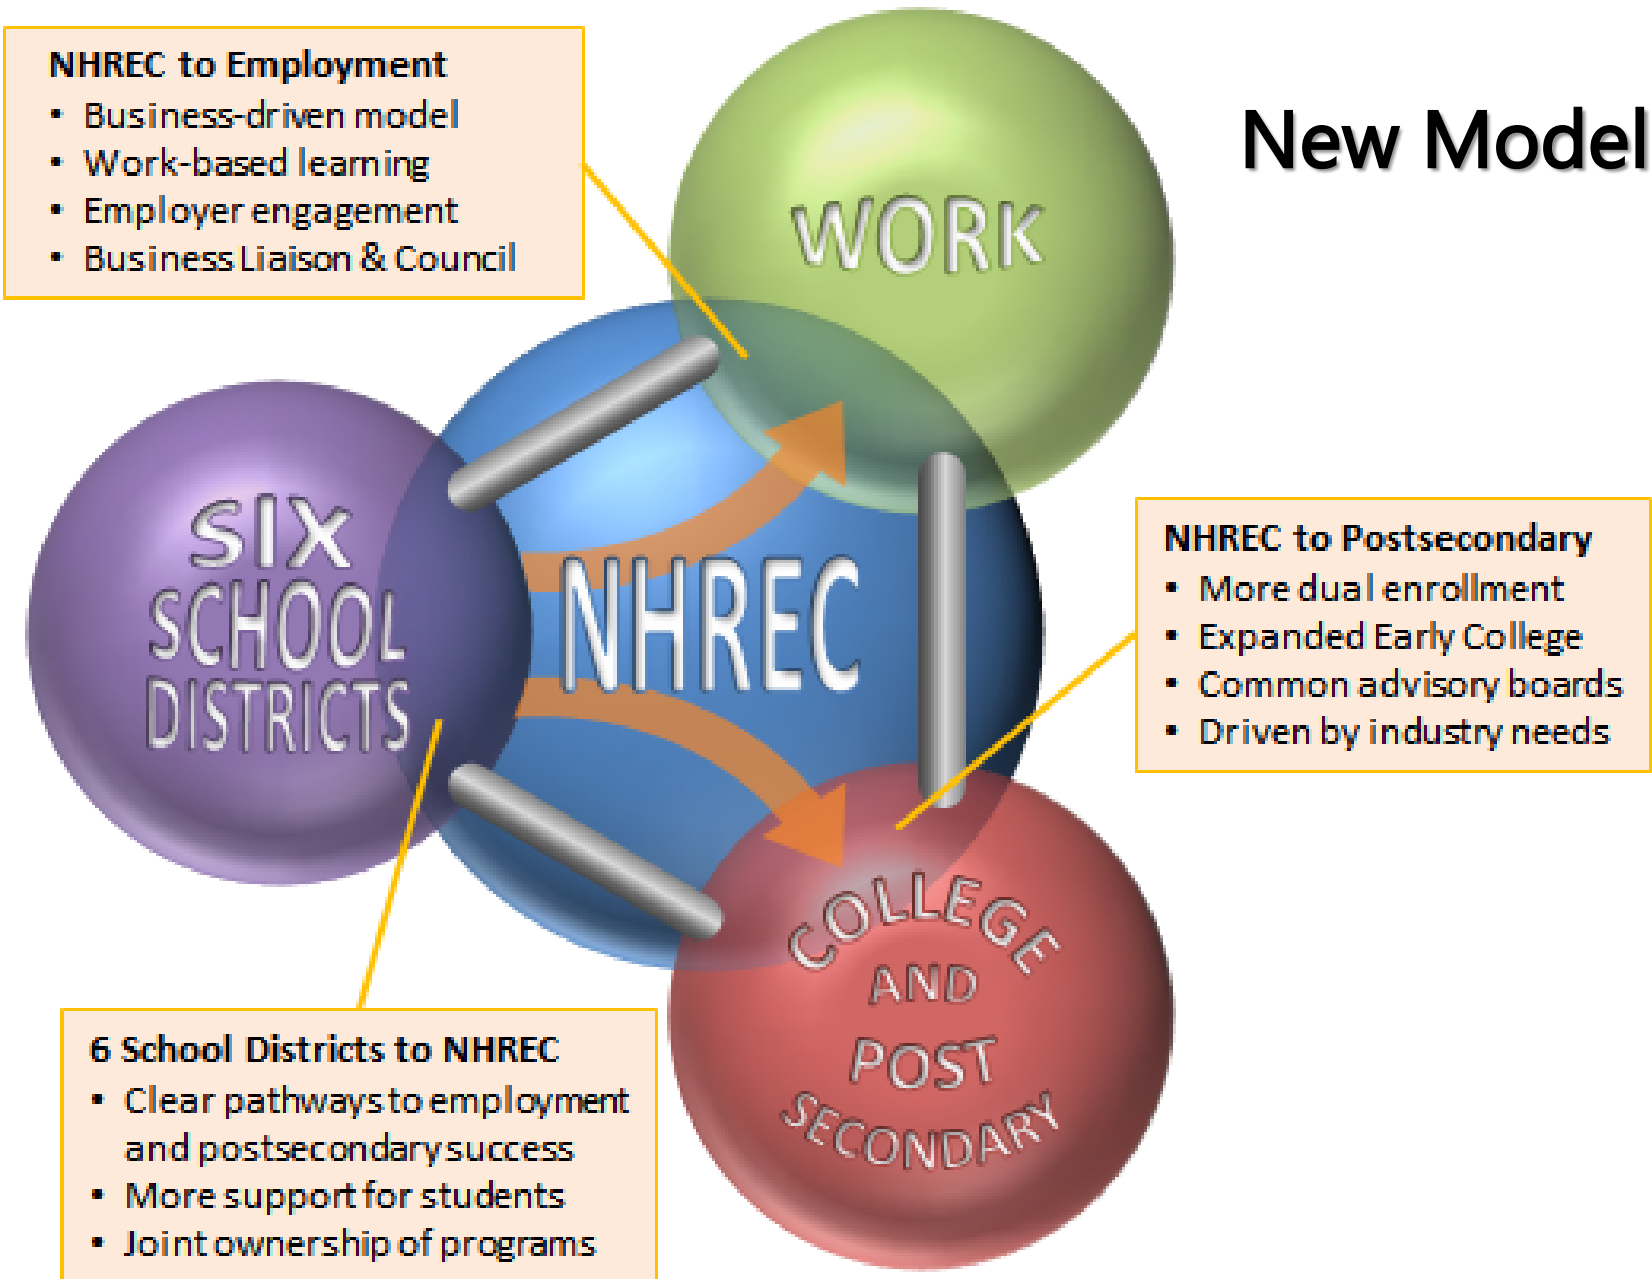 New Model
NHREC to Employment
• Business-driven model
• Work-based learning
• Employer engagement
• Business Liaison & Council
WORK
SIX
SCHOOL
DISTRICTS
NHREC
NHREC to Postsecondary
• More dual enrollment
• Expanded Early College
• Common advisory boards
• Driven by industry needs
COLLEGE
AND
POST
SECONDARY
6 School Districts to NHREC
• Clear pathways to employment
and postsecondary success
• More support for students
• Joint ownership of programs